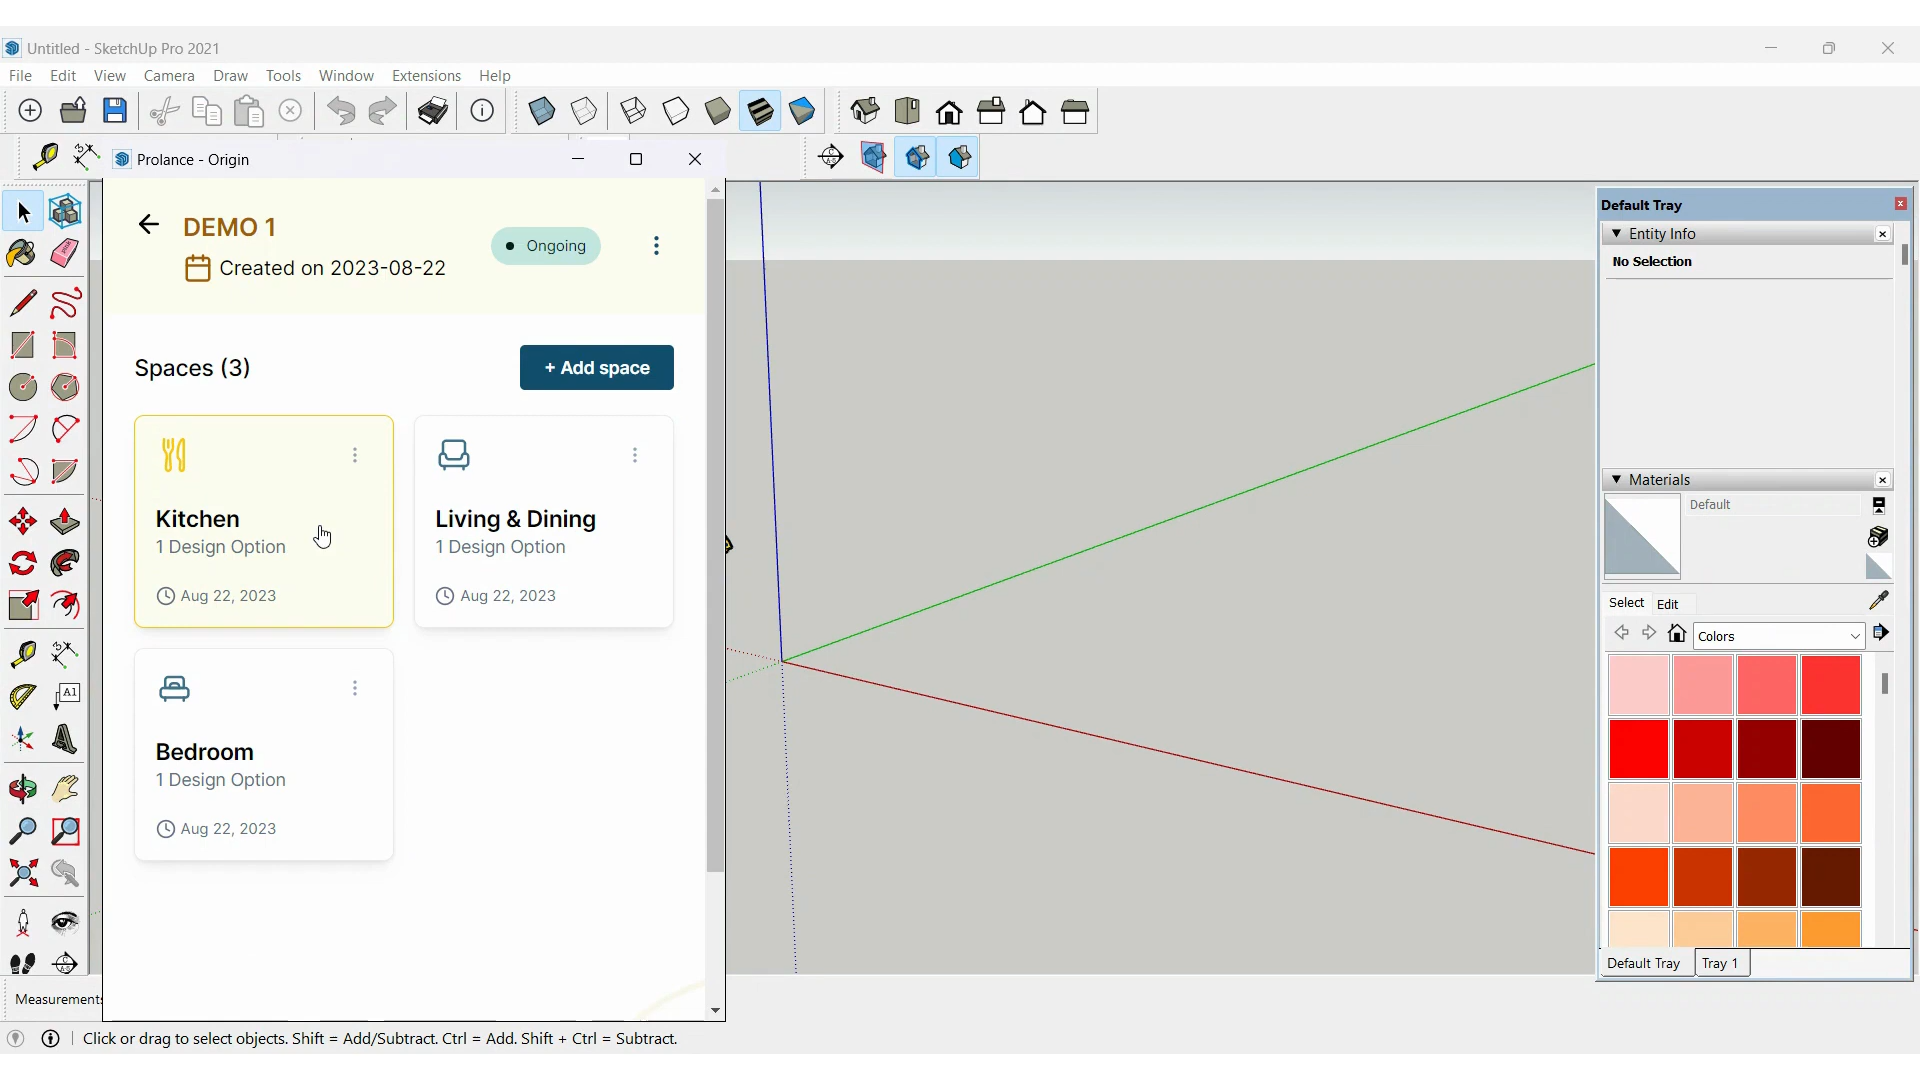 Untitled - SketchUp Pro 2021
File Edit View Camera Draw Tools Window Extensions Help
Prolance - Origin
DEMO 1
Created on 2023-08-22
Ongoing
Spaces (3)
+ Add space
Kitchen
1 Design Option
Aug 22, 2023
Living & Dining
1 Design Option
Aug 22, 2023
Bedroom
1 Design Option
Aug 22, 2023
A1
Default Tray
Entity Info
No Selection
Materials
Default
Select Edit
Colors
Default Tray Tray 1
Measurements
Click or drag to select objects. Shift = Add/Subtract. Ctrl = Add. Shift + Ctrl = Subtract.